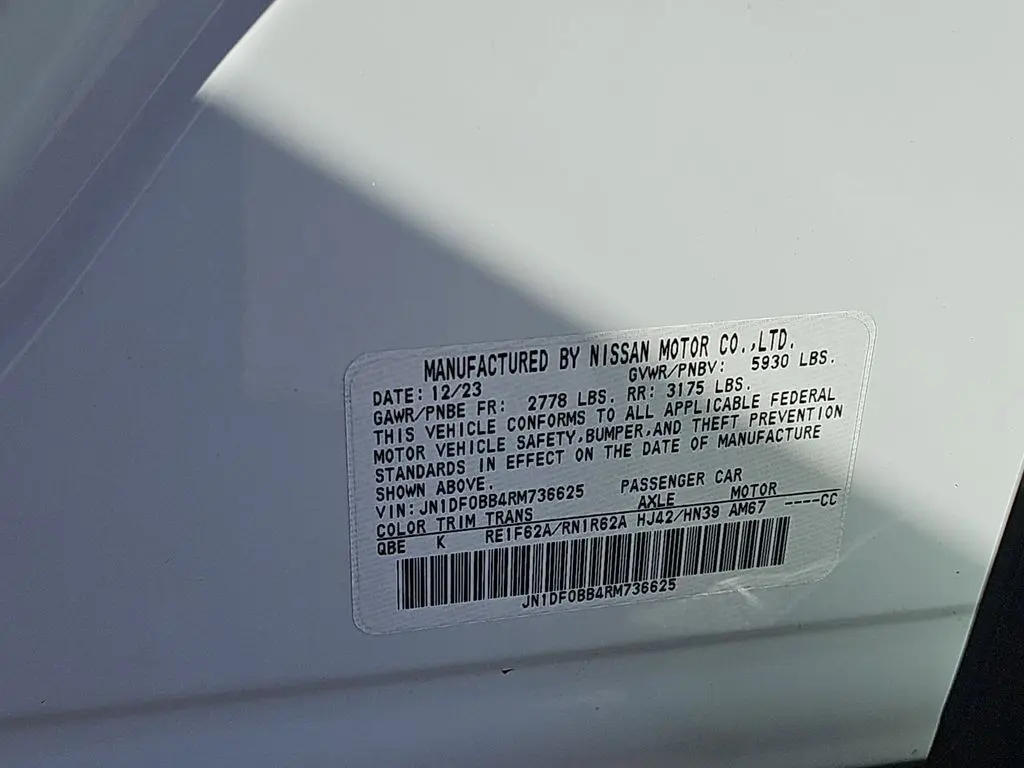 MANUFACTURED BY NISSAN MOTOR CO.,LTD.
DATE: 12/23 GVWR/PNBV: 5930 LBS.
GAWR/PNBE FR: 2778 LBS. RR: 3175 LBS.
THIS VEHICLE CONFORMS TO ALL APPLICABLE FEDERAL
MOTOR VEHICLE SAFETY,BUMPER,AND THEFT PREVENTION
STANDARDS IN EFFECT ON THE DATE OF MANUFACTURE
SHOWN ABOVE.
VIN: JN1DF0BB4RM736625 PASSENGER CAR
COLOR TRIM TRANS AXLE MOTOR
QBE K RE1F62A/RN1R62A HJ42/HN39 AM67 ----CC
JN1DF0BB4RM736625